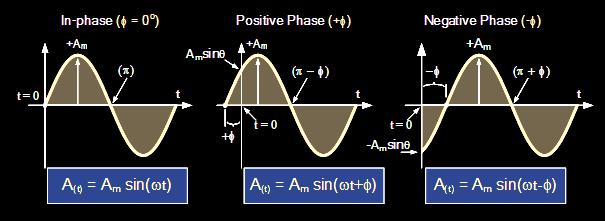 In-phase (ϕ = 0°)
+Aₘ
(π)
t
t = 0
A₍ₜ₎ = Aₘ sin(ωt)
Positive Phase (+ϕ)
+Aₘ
Aₘsinθ
(π − ϕ)
t
+ϕ
t = 0
A₍ₜ₎ = Aₘ sin(ωt+ϕ)
Negative Phase (-ϕ)
+Aₘ
−ϕ
(π + ϕ)
t
t = 0
-Aₘsinθ
A₍ₜ₎ = Aₘ sin(ωt-ϕ)